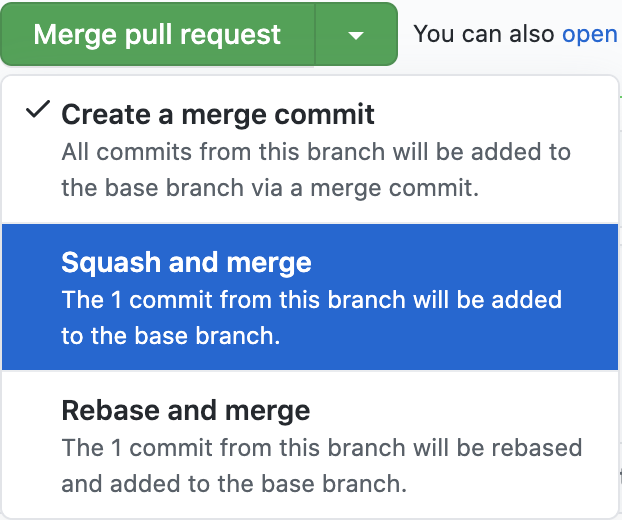 Merge pull request
You can also open
Create a merge commit
All commits from this branch will be added to
the base branch via a merge commit.
Squash and merge
The 1 commit from this branch will be added
to the base branch.
Rebase and merge
The 1 commit from this branch will be rebased
and added to the base branch.